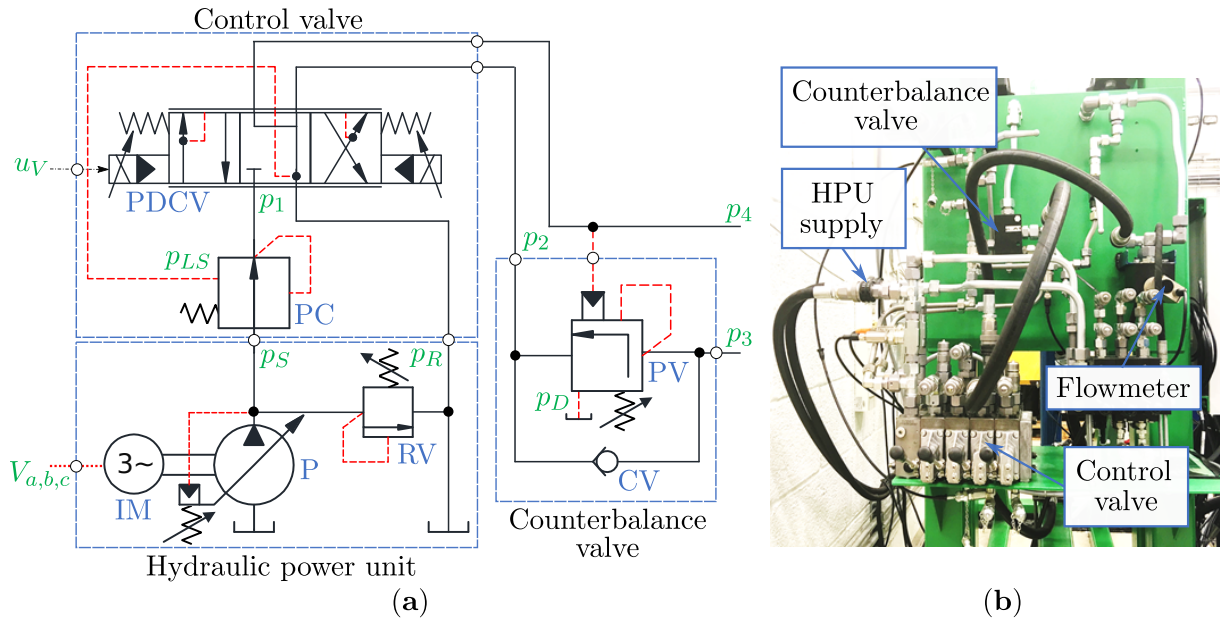 Control valve
u_V
PDCV
p_1
p_LS
PC
p_S
p_R
p_2
p_4
p_3
PV
p_D
CV
Counterbalance
valve
V_a,b,c
3~
IM
P
RV
Hydraulic power unit
(a)
Counterbalance
valve
HPU
supply
Flowmeter
Control
valve
(b)